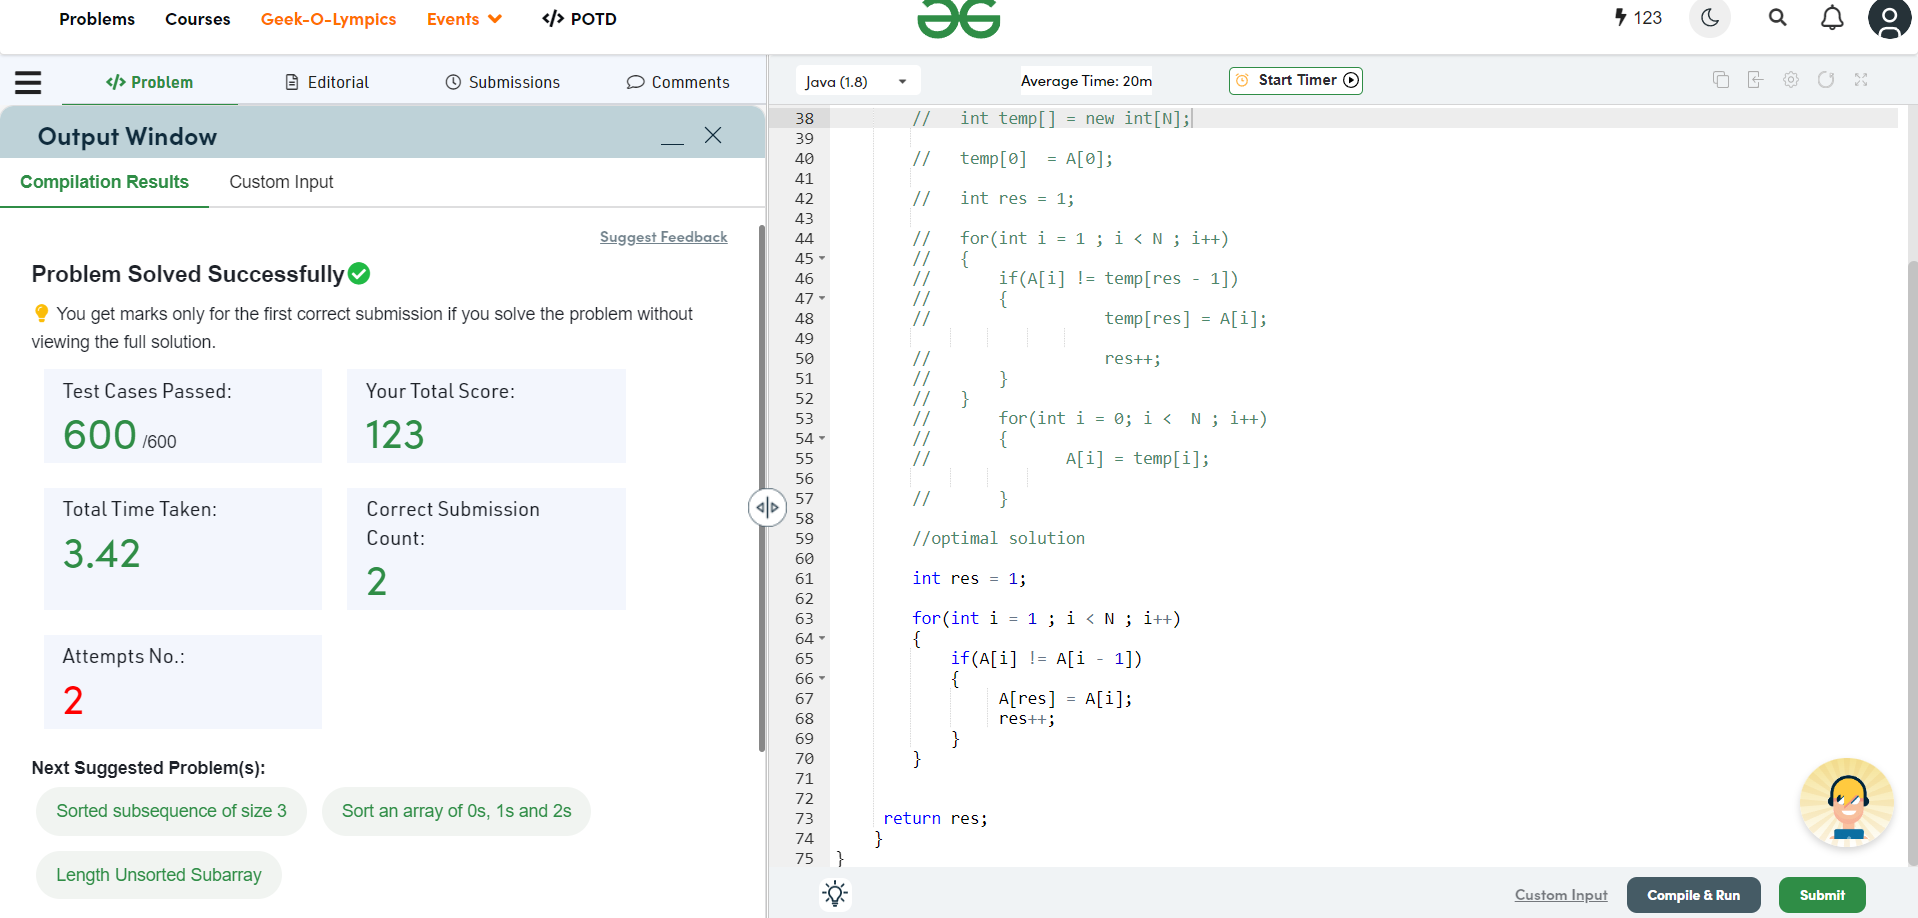 Problems Courses Geek-O-Lympics Events </> POTD 123
</> Problem Editorial Submissions Comments
Output Window
Compilation Results Custom Input
Suggest Feedback
Problem Solved Successfully
You get marks only for the first correct submission if you solve the problem without
viewing the full solution.
Test Cases Passed:
600 /600
Your Total Score:
123
Total Time Taken:
3.42
Correct Submission
Count:
2
Attempts No.:
2
Next Suggested Problem(s):
Sorted subsequence of size 3 Sort an array of 0s, 1s and 2s
Length Unsorted Subarray
Java (1.8) Average Time: 20m Start Timer
38 // int temp[] = new int[N];
39
40 // temp[0] = A[0];
41
42 // int res = 1;
43
44 // for(int i = 1 ; i < N ; i++)
45 // {
46 // if(A[i] != temp[res - 1])
47 // {
48 // temp[res] = A[i];
49
50 // res++;
51 // }
52 // }
53 // for(int i = 0; i < N ; i++)
54 // {
55 // A[i] = temp[i];
56
57 // }
58
59 //optimal solution
60
61 int res = 1;
62
63 for(int i = 1 ; i < N ; i++)
64 {
65 if(A[i] != A[i - 1])
66 {
67 A[res] = A[i];
68 res++;
69 }
70 }
71
72
73 return res;
74 }
75 }
Custom Input Compile & Run Submit